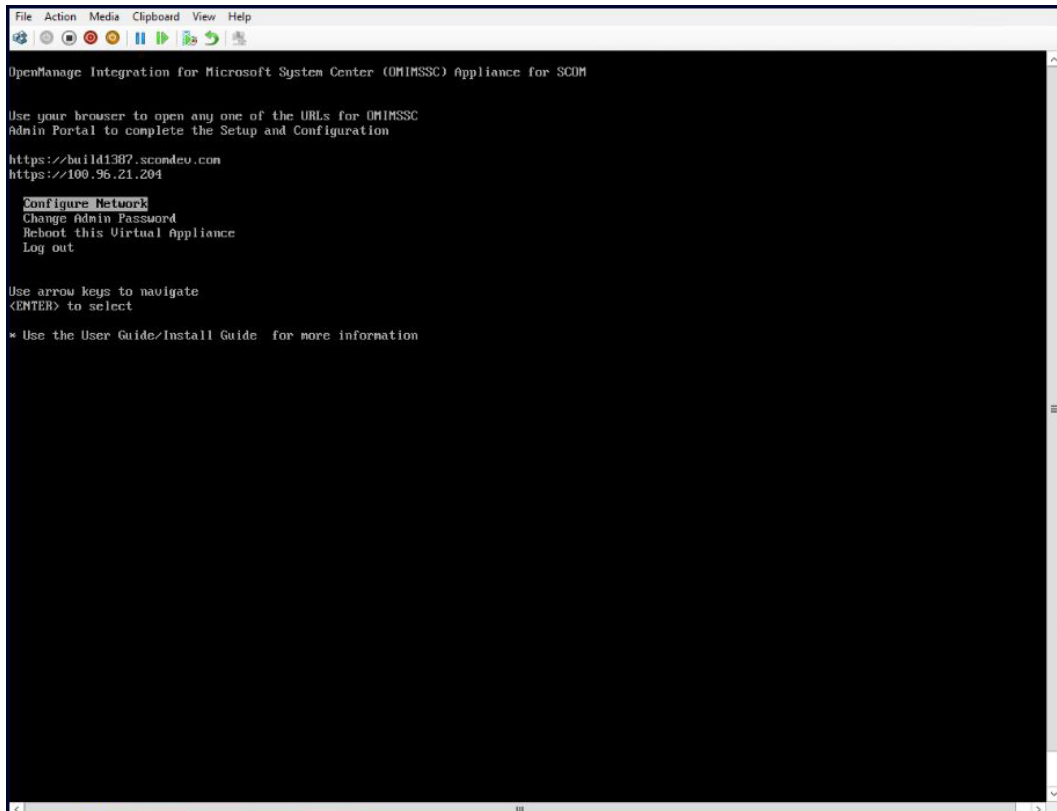 File Action Media Clipboard View Help
OpenManage Integration for Microsoft System Center (OMIMSSC) Appliance for SCOM
Use your browser to open any one of the URLs for OMIMSSC
Admin Portal to complete the Setup and Configuration
https://build1387.scomdev.com
https://100.96.21.204
Configure Network
Change Admin Password
Reboot this Virtual Appliance
Log out
Use arrow keys to navigate
<ENTER> to select
* Use the User Guide/Install Guide for more information